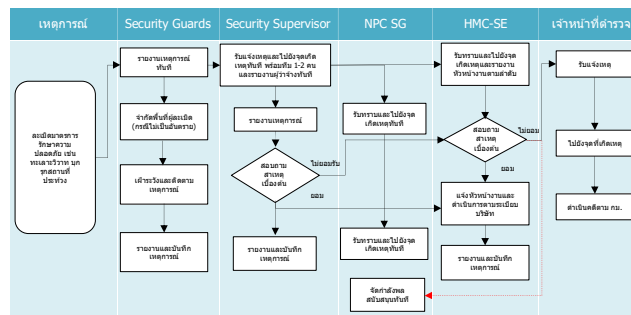 เหตุการณ์
Security Guards
Security Supervisor
NPC SG
HMC-SE
เจ้าหน้าที่ตำรวจ
ละเมิดมาตรการ
รักษาความ
ปลอดภัย เช่น
ทะเลาะวิวาท บุก
รุกสถานที่
ประท้วง
รายงานเหตุการณ์
ทันที
จำกัดพื้นที่ผู้ละเมิด
(กรณีไม่เป็นอันตราย)
เฝ้าระวังและติดตาม
เหตุการณ์
รายงานและบันทึก
เหตุการณ์
รับแจ้งเหตุและไปยังจุดเกิด
เหตุทันที พร้อมทีม 1-2 คน
และรายงานผู้ว่าจ้างทันที
รายงานเหตุการณ์
สอบถาม
สาเหตุ
เบื้องต้น
ไม่ยอมรับ
ยอม
รายงานและบันทึก
เหตุการณ์
รับทราบและไปยังจุด
เกิดเหตุทันที
รับทราบและไปยังจุด
เกิดเหตุทันที
จัดกำลังพล
สนับสนุนทันที
รับทราบและไปยังจุด
เกิดเหตุและรายงาน
หัวหน้างานตามลำดับ
สอบถาม
สาเหตุ
เบื้องต้น
ไม่ยอม
ยอม
แจ้งหัวหน้างานและ
ดำเนินการตามระเบียบ
บริษัท
รายงานและบันทึก
เหตุการณ์
รับแจ้งเหตุ
ไปยังจุดที่เกิดเหตุ
ดำเนินคดีตาม กม.